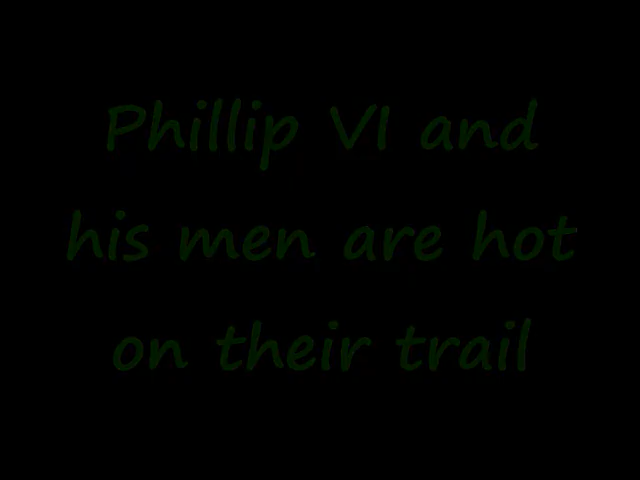 Phillip VI and
his men are hot
on their trail